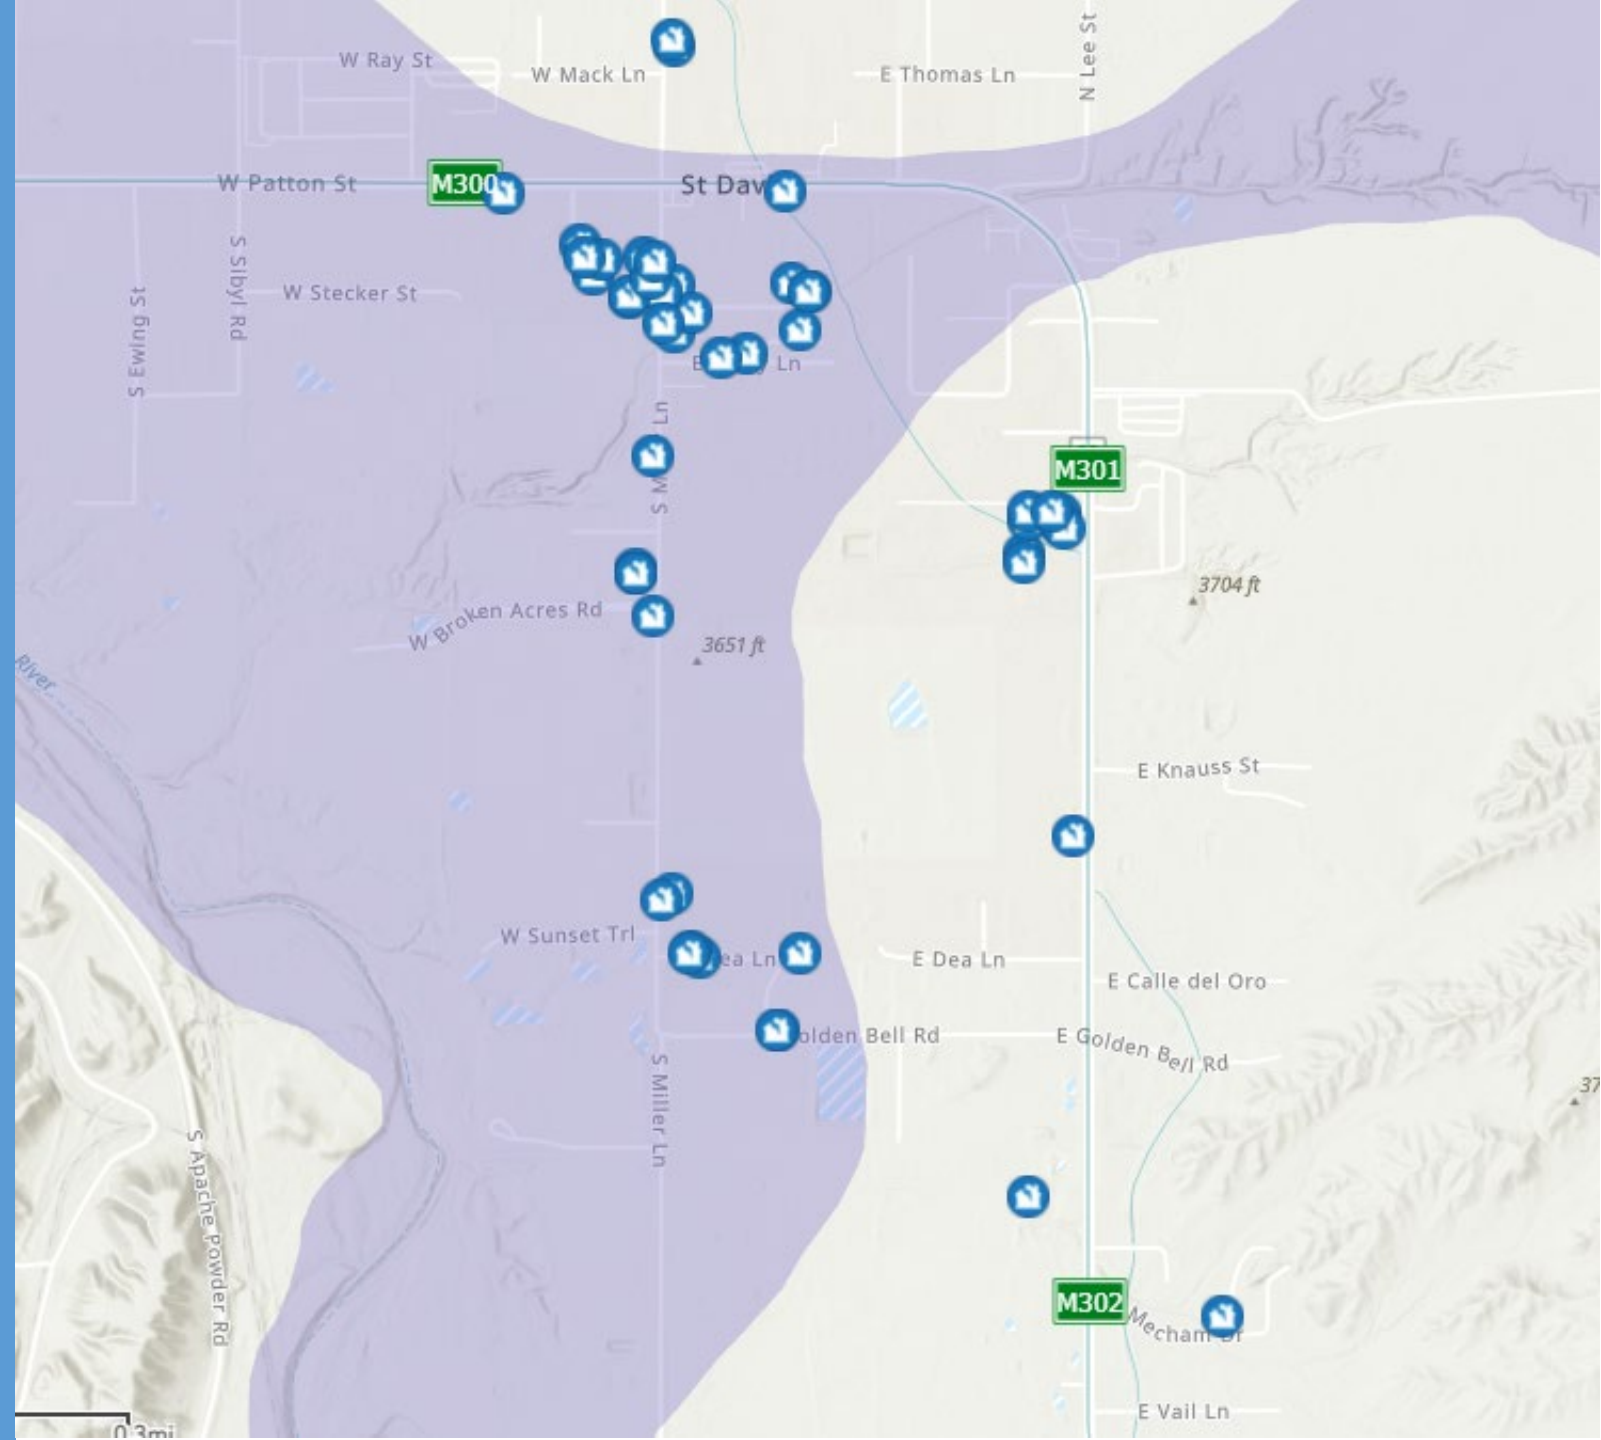 W Ray St
W Mack Ln
E Thomas Ln
N Lee St
W Patton St
M300
St Dav
S Sibyl Rd
W Stecker St
S Ewing St
Ln
Ln
S M
M301
3704 ft
W Broken Acres Rd
3651 ft
River
E Knauss St
W Sunset Trl
ea Ln
E Dea Ln
E Calle del Oro
olden Bell Rd
E Golden Bell Rd
S Miller Ln
37
S Apache Powder Rd
M302
Mecham Dr
E Vail Ln
0.3mi